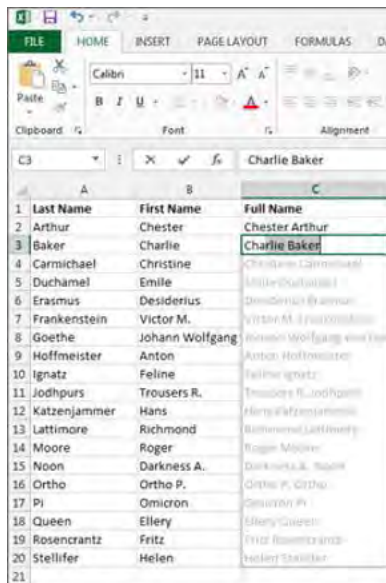 FILE HOME INSERT PAGE LAYOUT FORMULAS
Calibri 11 A A
Paste B I U A
Clipboard Font Alignment
C3 fx Charlie Baker
A B C
1 Last Name First Name Full Name
2 Arthur Chester Chester Arthur
3 Baker Charlie Charlie Baker
4 Carmichael Christine Christine Carmichael
5 Duchamel Emile Emile Duchamel
6 Erasmus Desiderius Desiderius Erasmus
7 Frankenstein Victor M. Victor M. Frankenstein
8 Goethe Johann Wolfgang Johann Wolfgang
9 Hoffmeister Anton Anton Hoffmeister
10 Ignatz Feline Feline Ignatz
11 Jodhpurs Trousers R. Trousers R. Jodhpurs
12 Katzenjammer Hans Hans Katzenjammer
13 Lattimore Richmond Richmond Lattimore
14 Moore Roger Roger Moore
15 Noon Darkness A. Darkness A. Noon
16 Ortho Ortho P. Ortho P. Ortho
17 Pi Omicron Omicron Pi
18 Queen Ellery Ellery Queen
19 Rosencrantz Fritz Fritz Rosencrantz
20 Stellifer Helen Helen Stellifer
21